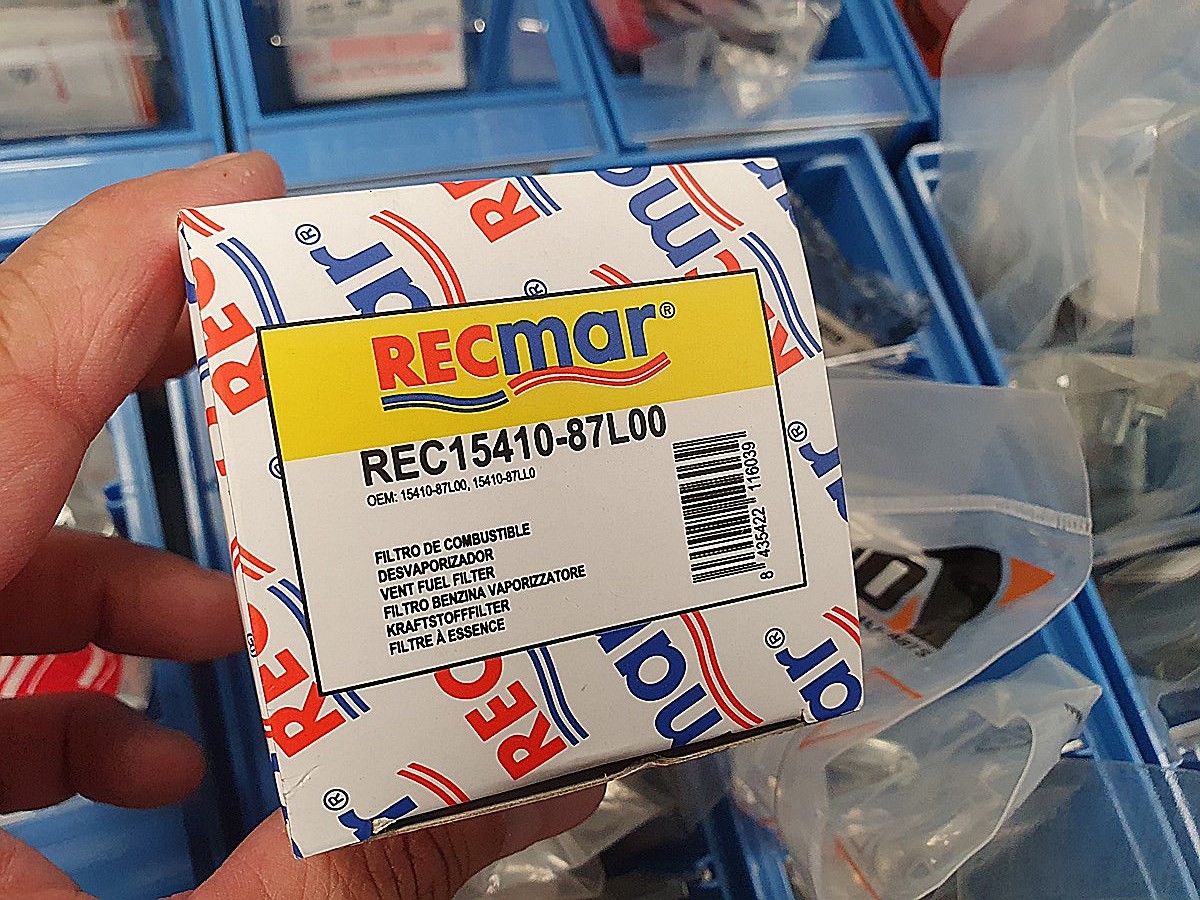 RECmar®
REC15410-87L00
OEM: 15410-87L00, 15410-87LL0
FILTRO DE COMBUSTIBLE
DESVAPORIZADOR
VENT FUEL FILTER
FILTRO BENZINA VAPORIZZATORE
KRAFTSTOFFFILTER
FILTRE À ESSENCE
8 435422 116039